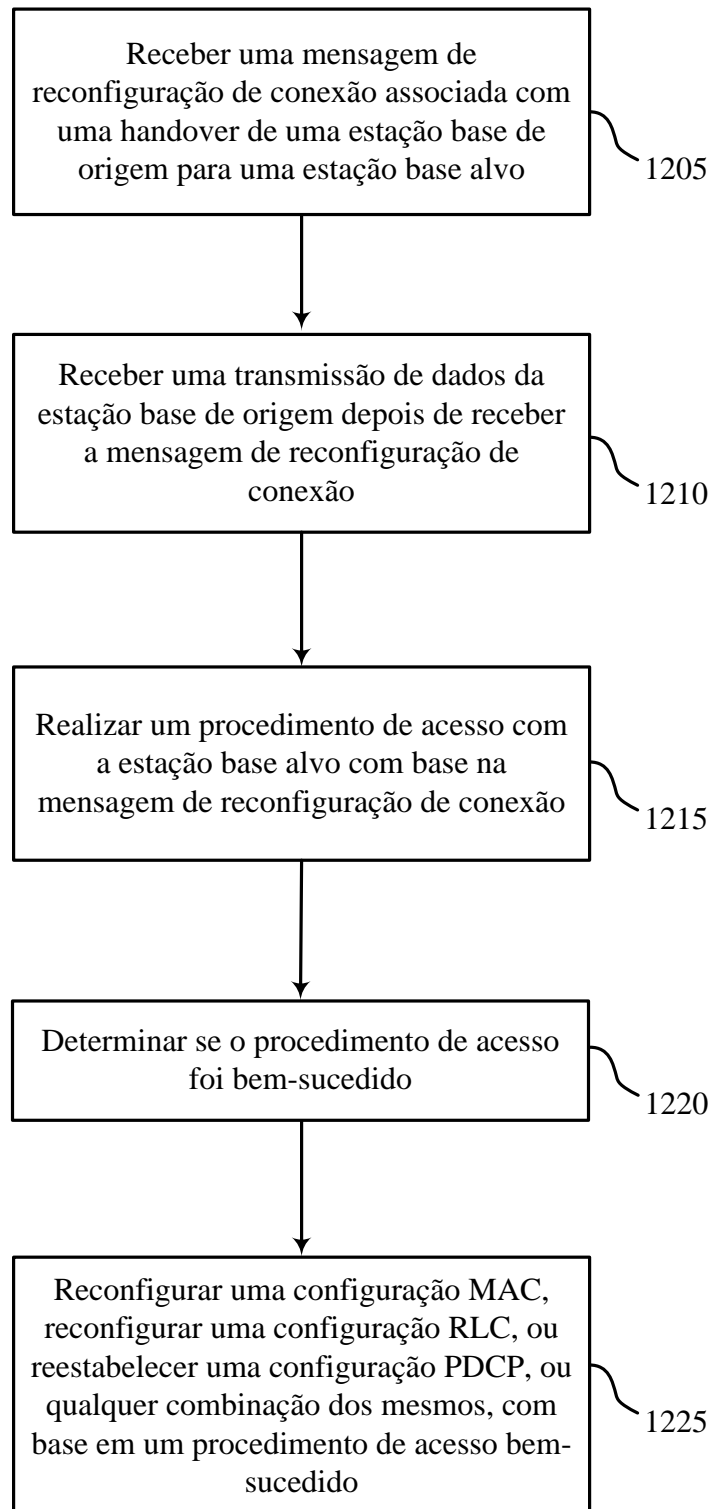 Receber uma mensagem de
reconfiguração de conexão associada com
uma handover de uma estação base de
origem para uma estação base alvo
1205
Receber uma transmissão de dados da
estação base de origem depois de receber
a mensagem de reconfiguração de
conexão
1210
Realizar um procedimento de acesso com
a estação base alvo com base na
mensagem de reconfiguração de conexão
1215
Determinar se o procedimento de acesso
foi bem-sucedido
1220
Reconfigurar uma configuração MAC,
reconfigurar uma configuração RLC, ou
reestabelecer uma configuração PDCP, ou
qualquer combinação dos mesmos, com
base em um procedimento de acesso bem-
sucedido
1225